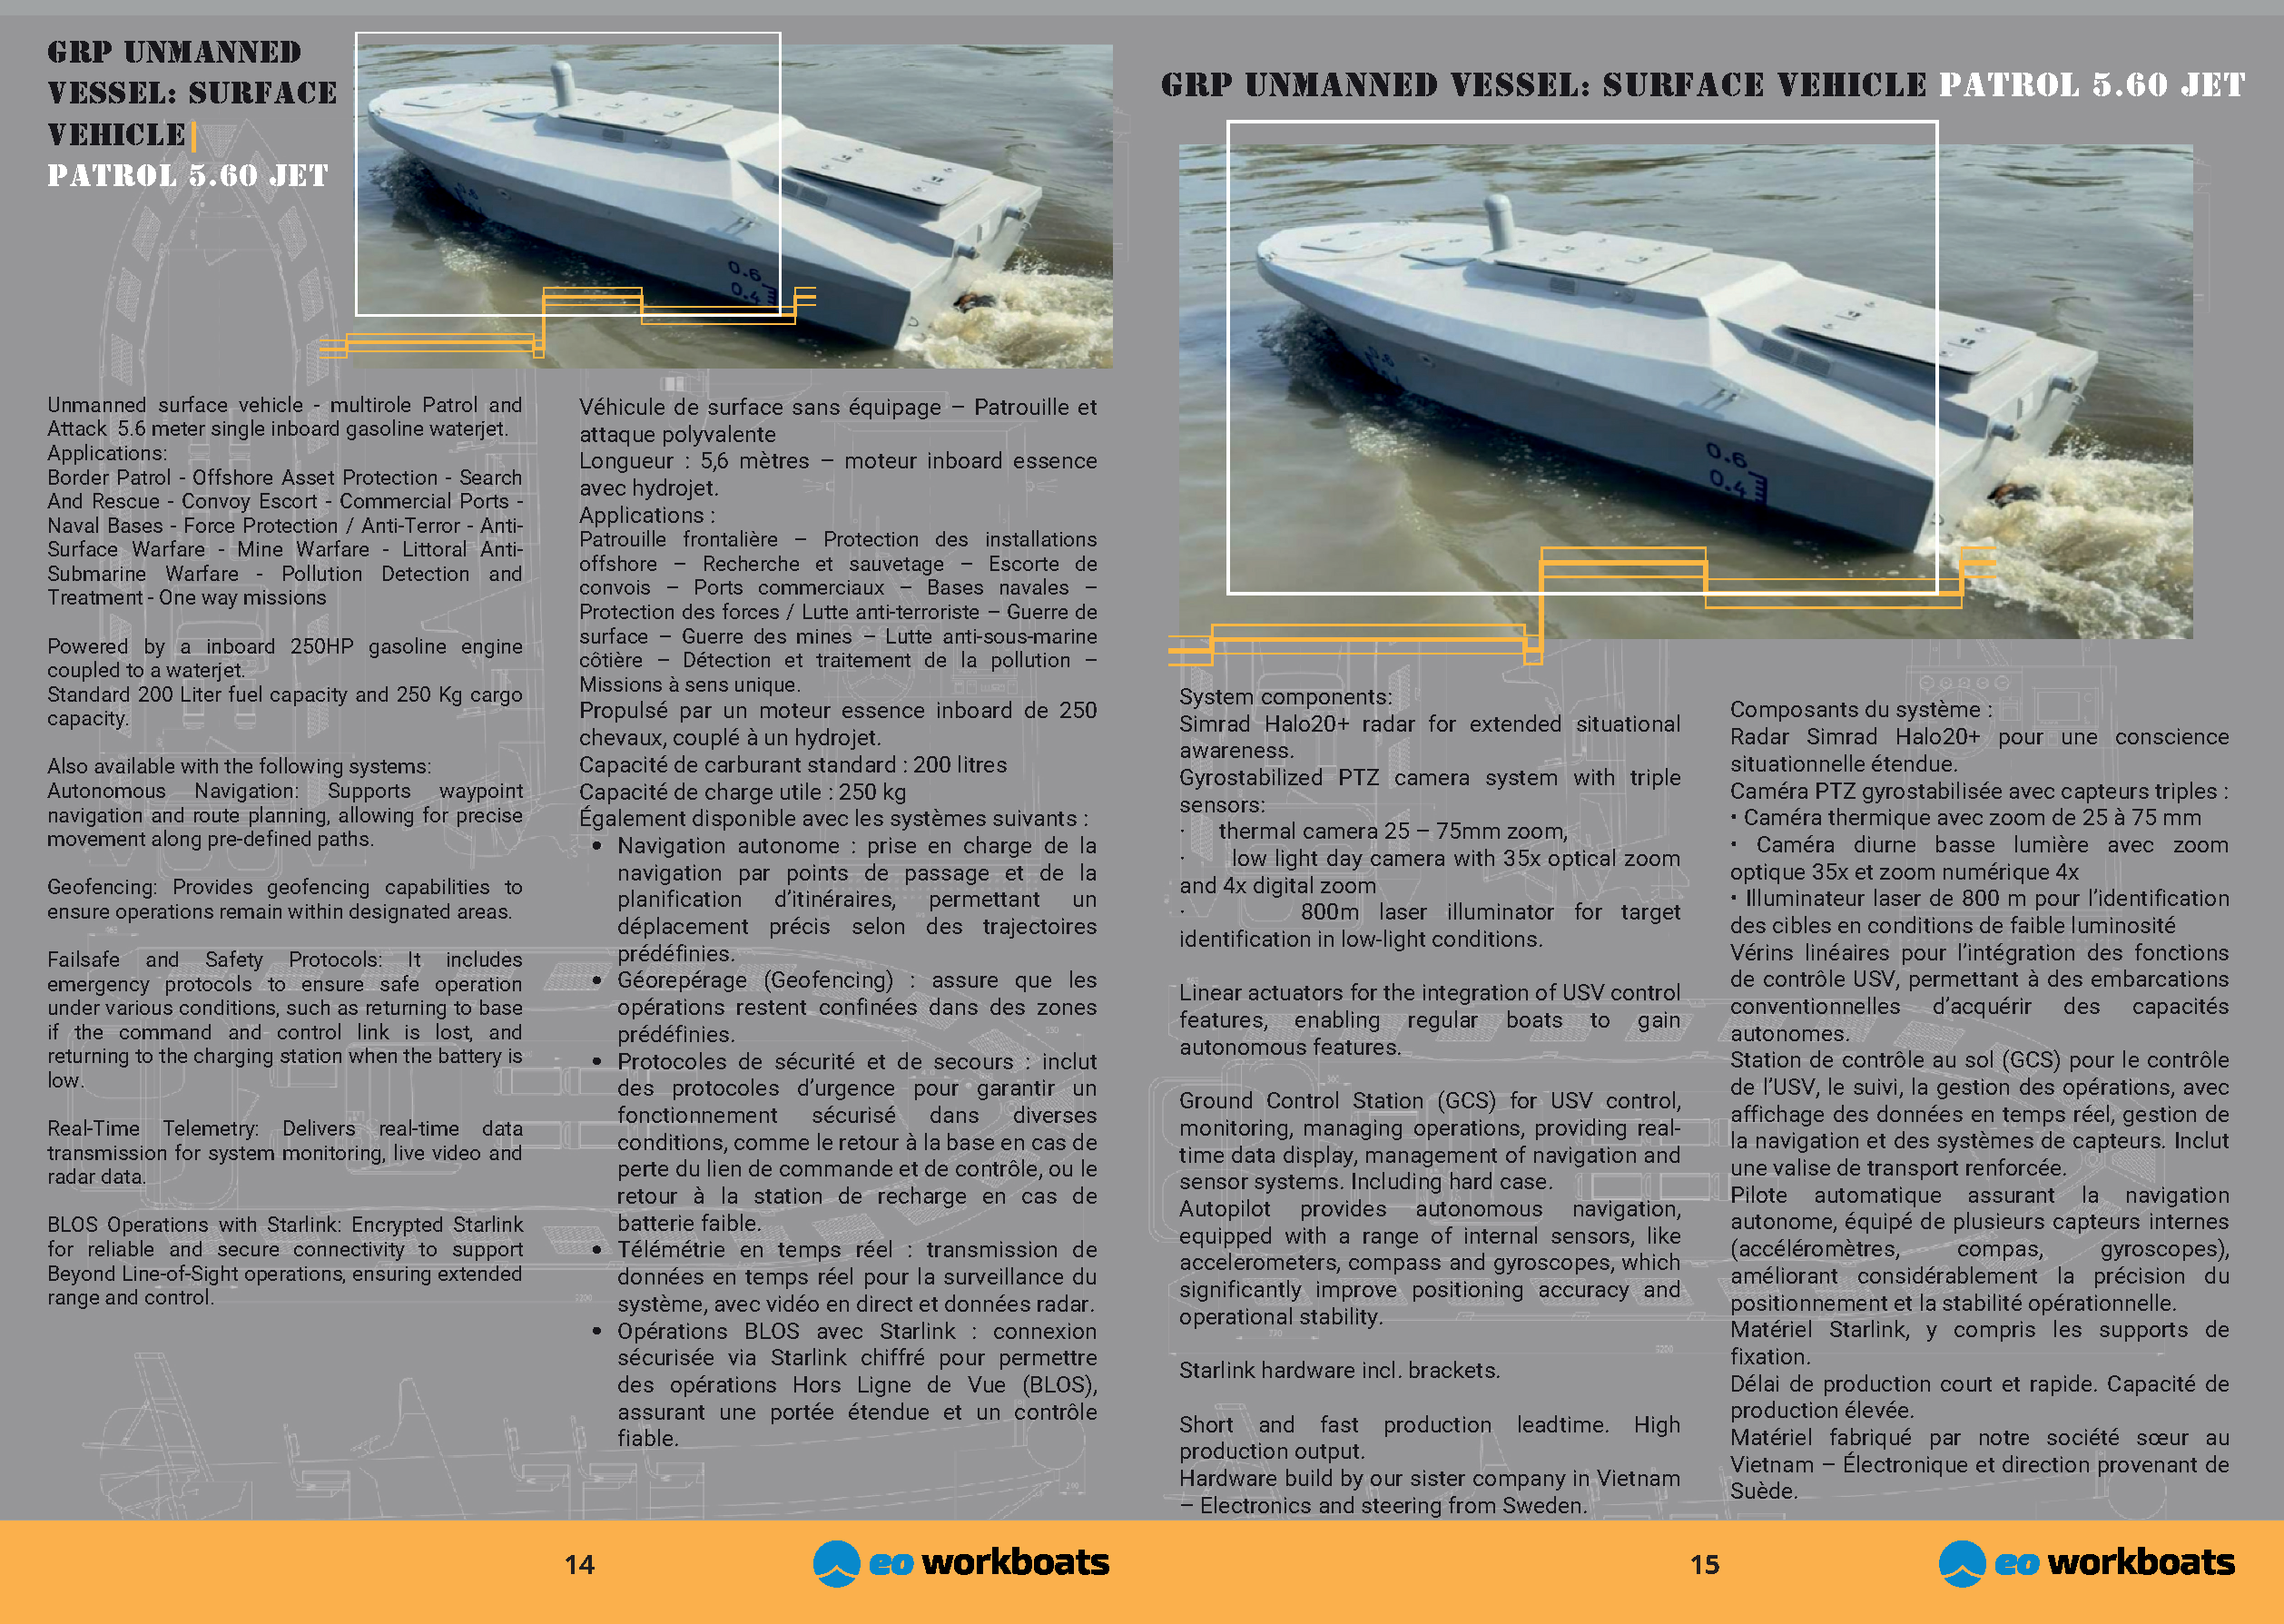 GRP UNMANNED
VESSEL: SURFACE
VEHICLE
PATROL 5.60 JET
0.6
0.4
Unmanned surface vehicle - multirole Patrol and
Attack 5.6 meter single inboard gasoline waterjet.
Applications:
Border Patrol - Offshore Asset Protection - Search
And Rescue - Convoy Escort - Commercial Ports -
Naval Bases - Force Protection / Anti-Terror - Anti-
Surface Warfare - Mine Warfare - Littoral Anti-
Submarine Warfare - Pollution Detection and
Treatment - One way missions
Powered by a inboard 250HP gasoline engine
coupled to a waterjet.
Standard 200 Liter fuel capacity and 250 Kg cargo
capacity.
Also available with the following systems:
Autonomous Navigation: Supports waypoint
navigation and route planning, allowing for precise
movement along pre-defined paths.
Geofencing: Provides geofencing capabilities to
ensure operations remain within designated areas.
Failsafe and Safety Protocols: It includes
emergency protocols to ensure safe operation
under various conditions, such as returning to base
if the command and control link is lost, and
returning to the charging station when the battery is
low.
Real-Time Telemetry: Delivers real-time data
transmission for system monitoring, live video and
radar data.
BLOS Operations with Starlink: Encrypted Starlink
for reliable and secure connectivity to support
Beyond Line-of-Sight operations, ensuring extended
range and control.
Véhicule de surface sans équipage – Patrouille et
attaque polyvalente
Longueur : 5,6 mètres – moteur inboard essence
avec hydrojet.
Applications :
Patrouille frontalière – Protection des installations
offshore – Recherche et sauvetage – Escorte de
convois – Ports commerciaux – Bases navales –
Protection des forces / Lutte anti-terroriste – Guerre de
surface – Guerre des mines – Lutte anti-sous-marine
côtière – Détection et traitement de la pollution –
Missions à sens unique.
Propulsé par un moteur essence inboard de 250
chevaux, couplé à un hydrojet.
Capacité de carburant standard : 200 litres
Capacité de charge utile : 250 kg
Également disponible avec les systèmes suivants :
• Navigation autonome : prise en charge de la
navigation par points de passage et de la
planification d’itinéraires, permettant un
déplacement précis selon des trajectoires
prédéfinies.
• Géorepérage (Geofencing) : assure que les
opérations restent confinées dans des zones
prédéfinies.
• Protocoles de sécurité et de secours : inclut
des protocoles d’urgence pour garantir un
fonctionnement sécurisé dans diverses
conditions, comme le retour à la base en cas de
perte du lien de commande et de contrôle, ou le
retour à la station de recharge en cas de
batterie faible.
• Télémétrie en temps réel : transmission de
données en temps réel pour la surveillance du
système, avec vidéo en direct et données radar.
• Opérations BLOS avec Starlink : connexion
sécurisée via Starlink chiffré pour permettre
des opérations Hors Ligne de Vue (BLOS),
assurant une portée étendue et un contrôle
fiable.
14
eo workboats
GRP UNMANNED VESSEL: SURFACE VEHICLE PATROL 5.60 JET
0.6
0.4
System components:
Simrad Halo20+ radar for extended situational
awareness.
Gyrostabilized PTZ camera system with triple
sensors:
· thermal camera 25 – 75mm zoom,
· low light day camera with 35x optical zoom
and 4x digital zoom
· 800m laser illuminator for target
identification in low-light conditions.
Linear actuators for the integration of USV control
features, enabling regular boats to gain
autonomous features.
Ground Control Station (GCS) for USV control,
monitoring, managing operations, providing real-
time data display, management of navigation and
sensor systems. Including hard case.
Autopilot provides autonomous navigation,
equipped with a range of internal sensors, like
accelerometers, compass and gyroscopes, which
significantly improve positioning accuracy and
operational stability.
Starlink hardware incl. brackets.
Short and fast production leadtime. High
production output.
Hardware build by our sister company in Vietnam
– Electronics and steering from Sweden.
Composants du système :
Radar Simrad Halo20+ pour une conscience
situationnelle étendue.
Caméra PTZ gyrostabilisée avec capteurs triples :
• Caméra thermique avec zoom de 25 à 75 mm
• Caméra diurne basse lumière avec zoom
optique 35x et zoom numérique 4x
• Illuminateur laser de 800 m pour l’identification
des cibles en conditions de faible luminosité
Vérins linéaires pour l’intégration des fonctions
de contrôle USV, permettant à des embarcations
conventionnelles d’acquérir des capacités
autonomes.
Station de contrôle au sol (GCS) pour le contrôle
de l’USV, le suivi, la gestion des opérations, avec
affichage des données en temps réel, gestion de
la navigation et des systèmes de capteurs. Inclut
une valise de transport renforcée.
Pilote automatique assurant la navigation
autonome, équipé de plusieurs capteurs internes
(accéléromètres, compas, gyroscopes),
améliorant considérablement la précision du
positionnement et la stabilité opérationnelle.
Matériel Starlink, y compris les supports de
fixation.
Délai de production court et rapide. Capacité de
production élevée.
Matériel fabriqué par notre société sœur au
Vietnam – Électronique et direction provenant de
Suède.
15
eo workboats